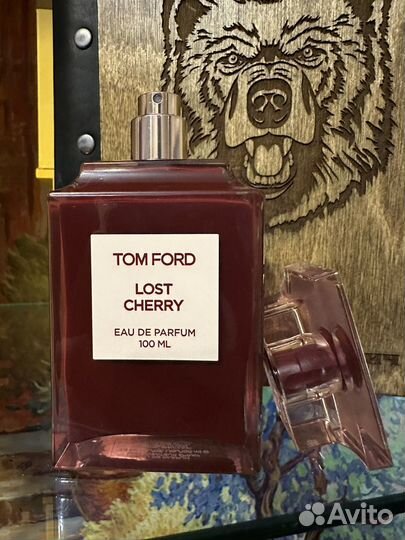 TOM FORD
LOST
CHERRY
EAU DE PARFUM
100 ML
Avito